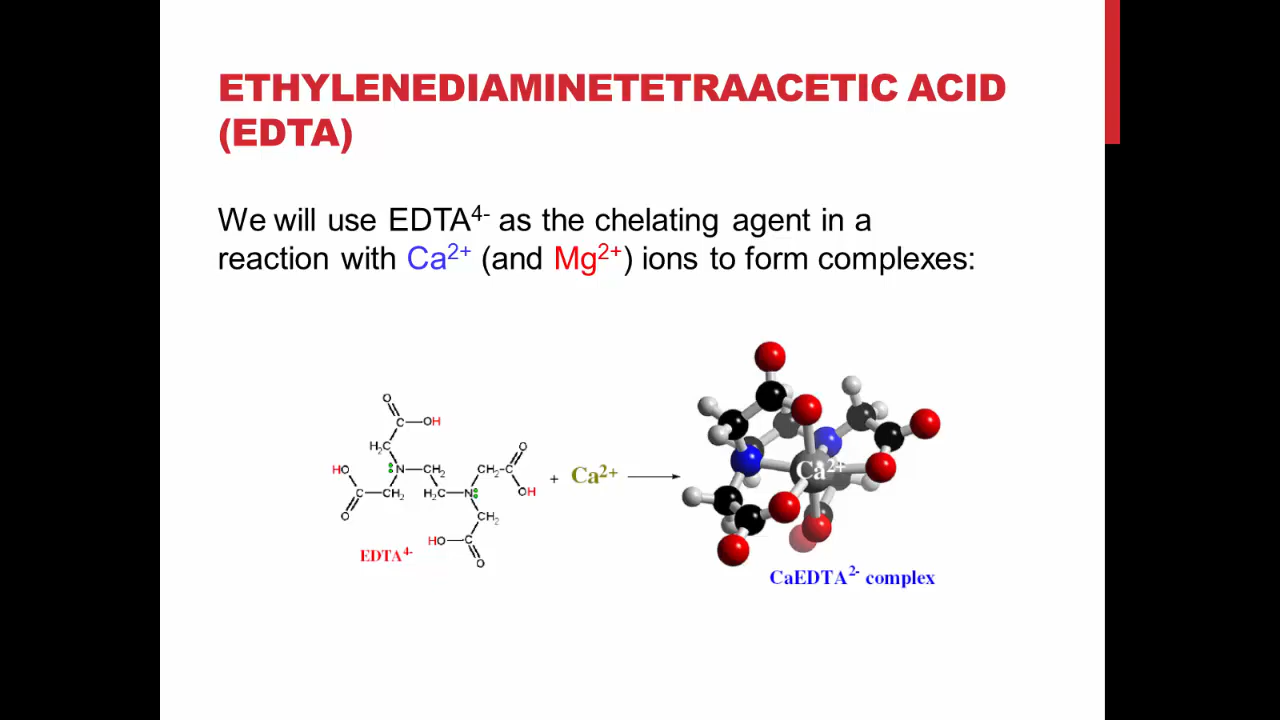 ETHYLENEDIAMINETETRAACETIC ACID
(EDTA)
We will use EDTA⁴⁻ as the chelating agent in a
reaction with Ca²⁺ (and Mg²⁺) ions to form complexes:
O
C—OH
H₂C
HO
N—CH₂
CH₂—C
O
C—CH₂
H₂C—N
OH
O
CH₂
HO—C
O
EDTA⁴⁻
+ Ca²⁺
Ca²⁺
CaEDTA²⁻ complex